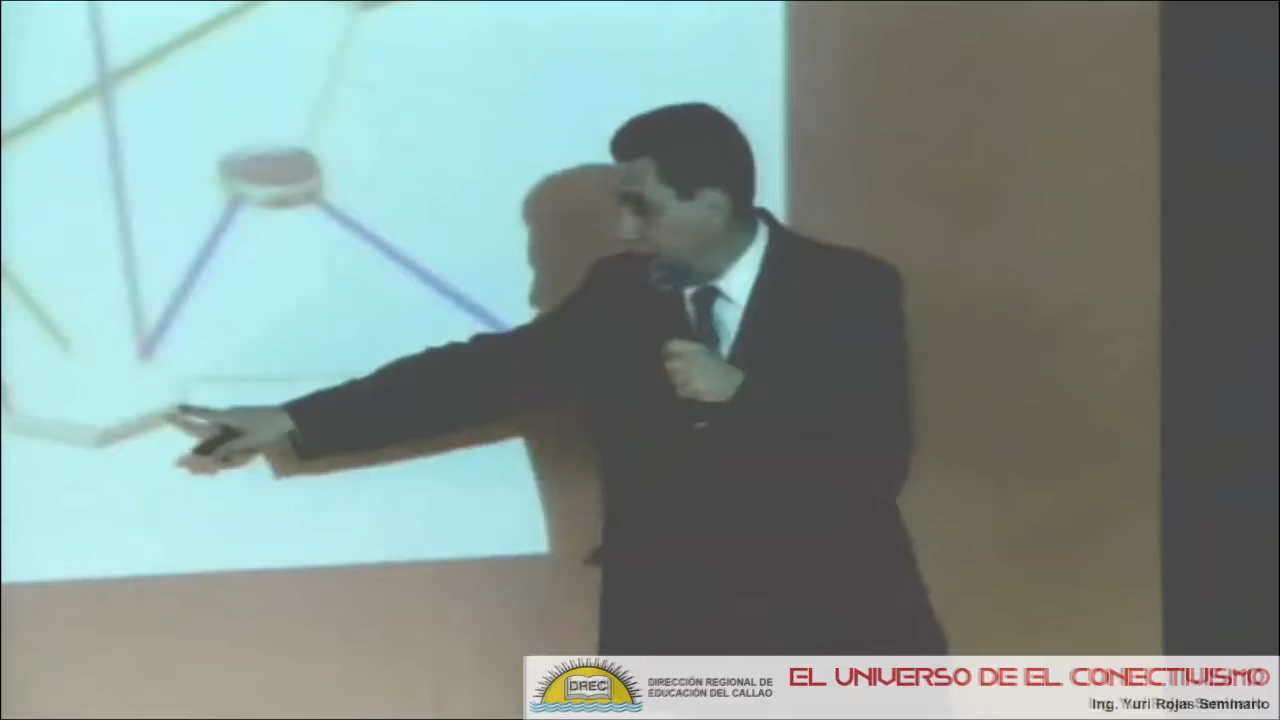 DREC
DIRECCIÓN REGIONAL DE
EDUCACIÓN DEL CALLAO
EL UNIVERSO DE EL CONECTIVISMO
Ing. Yuri Rojas Seminario